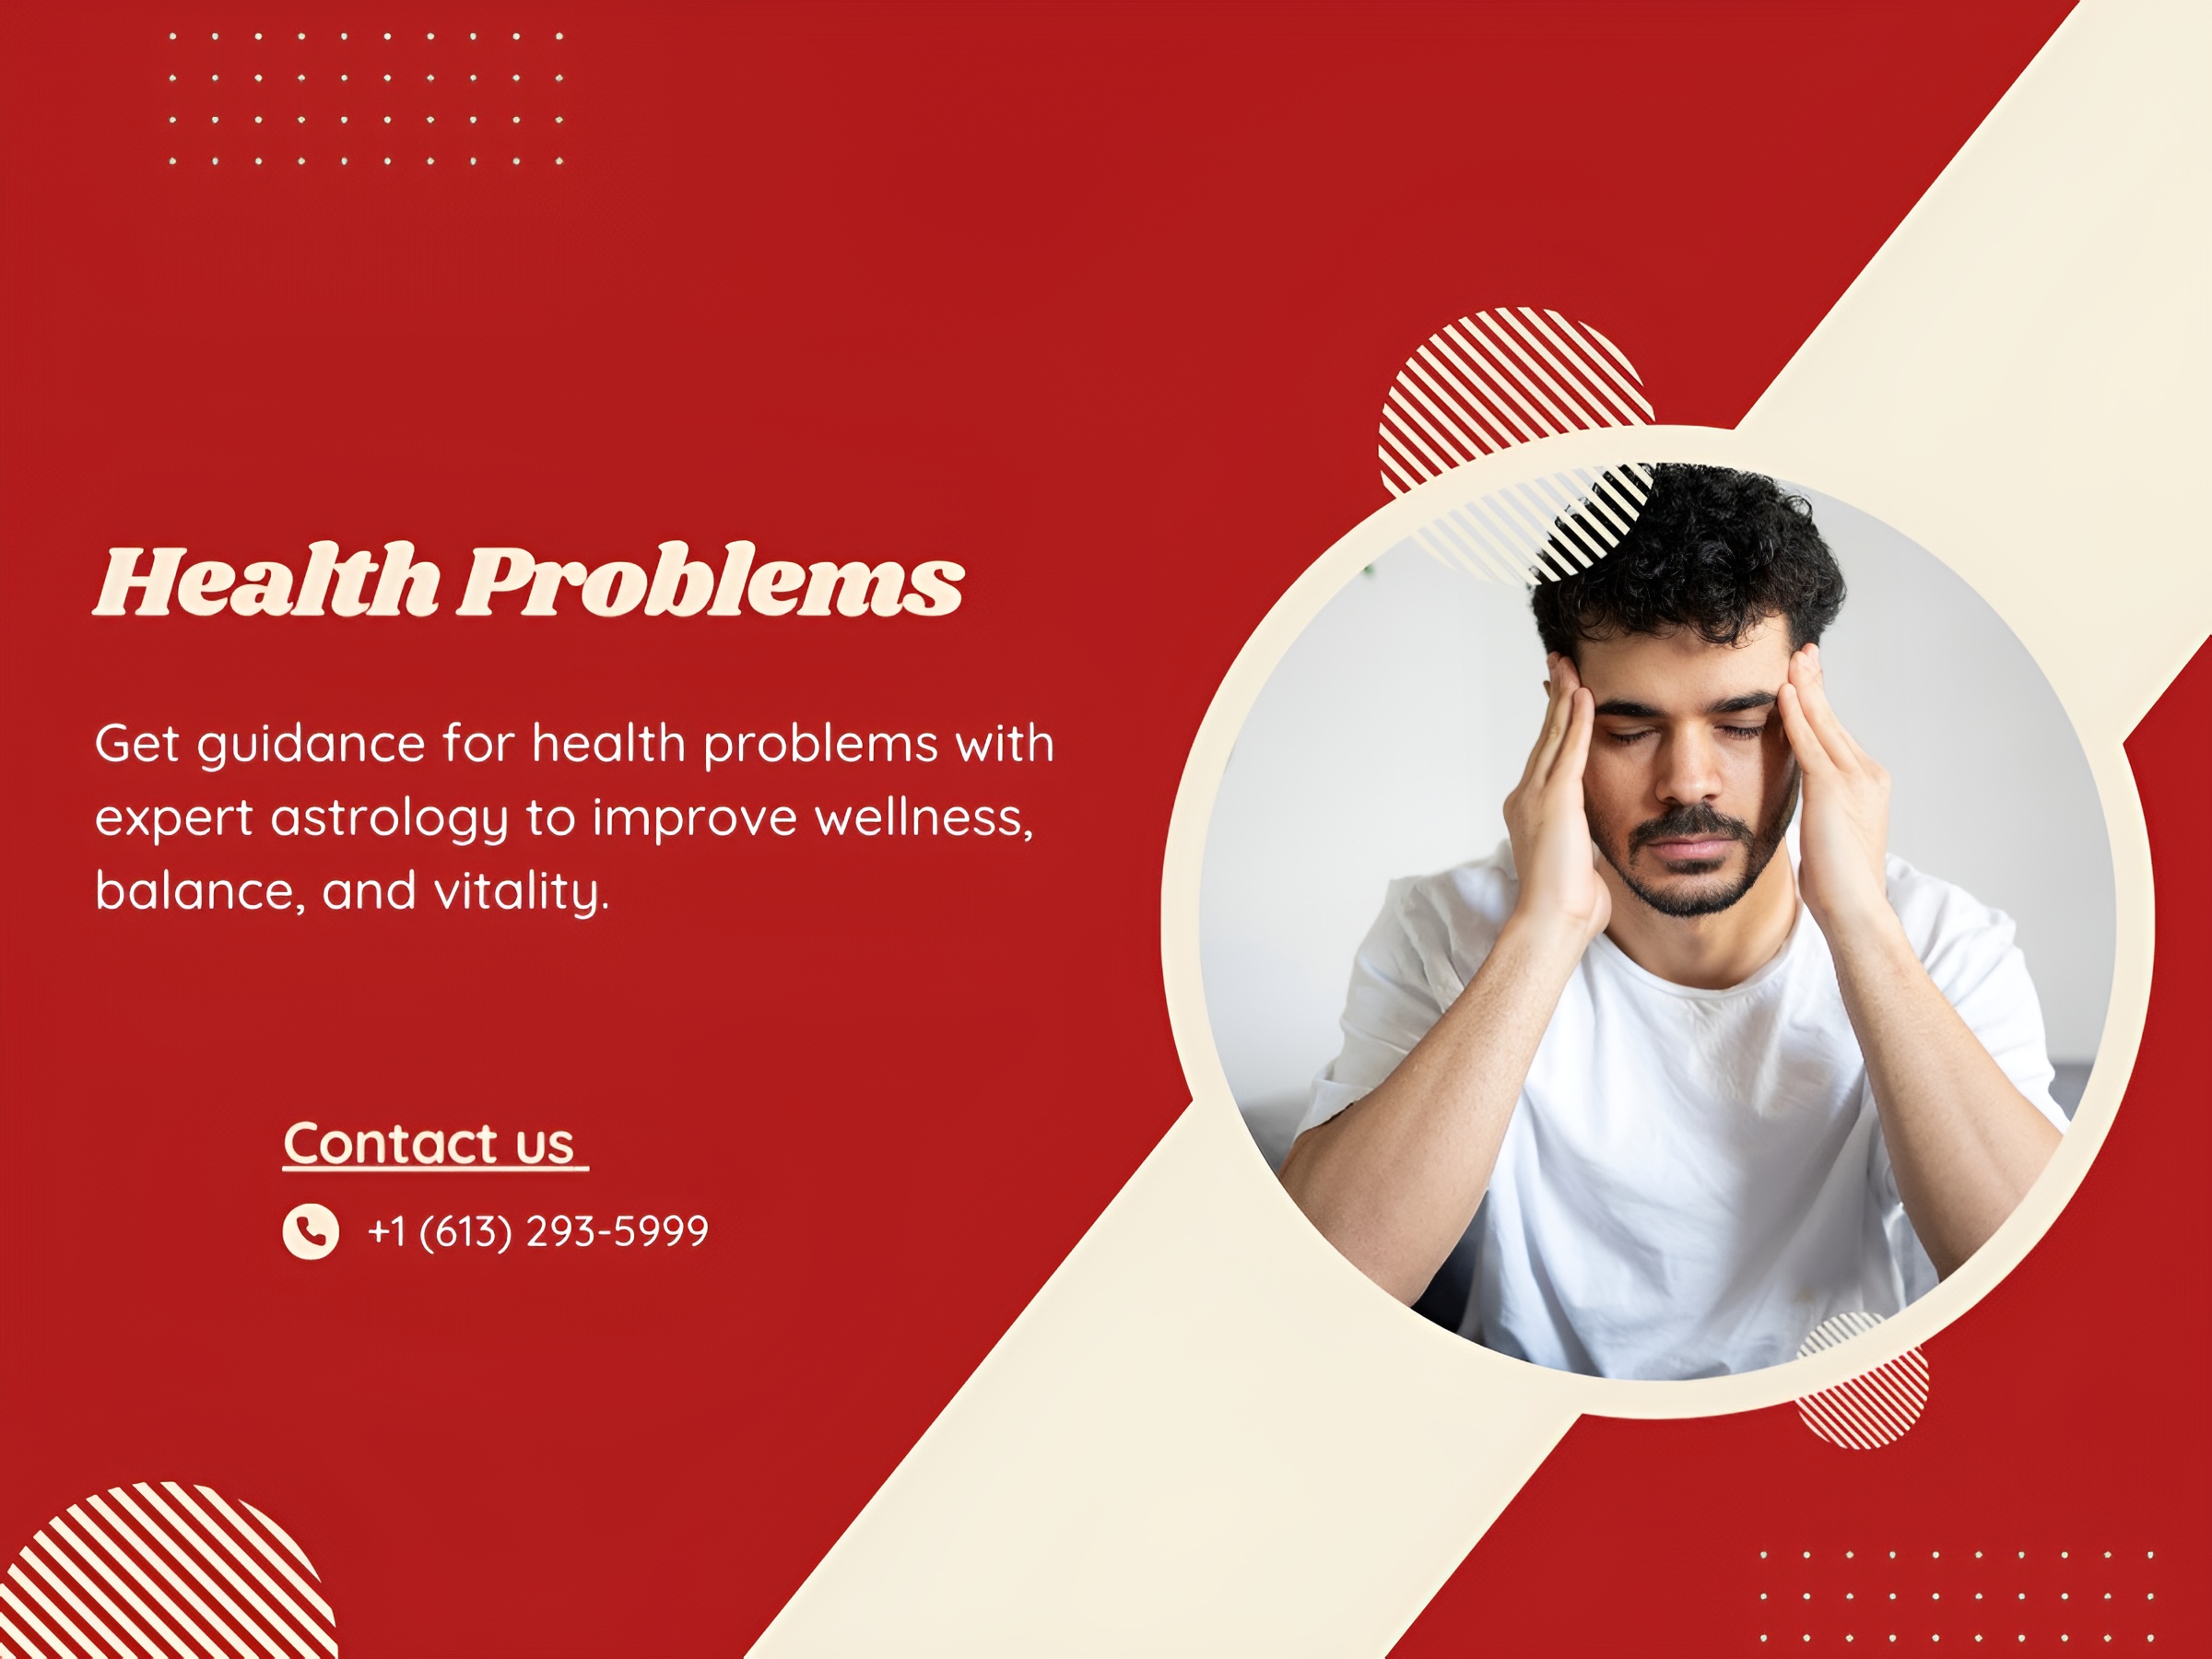 Health Problems
Get guidance for health problems with
expert astrology to improve wellness,
balance, and vitality.
Contact us
+1 (613) 293-5999